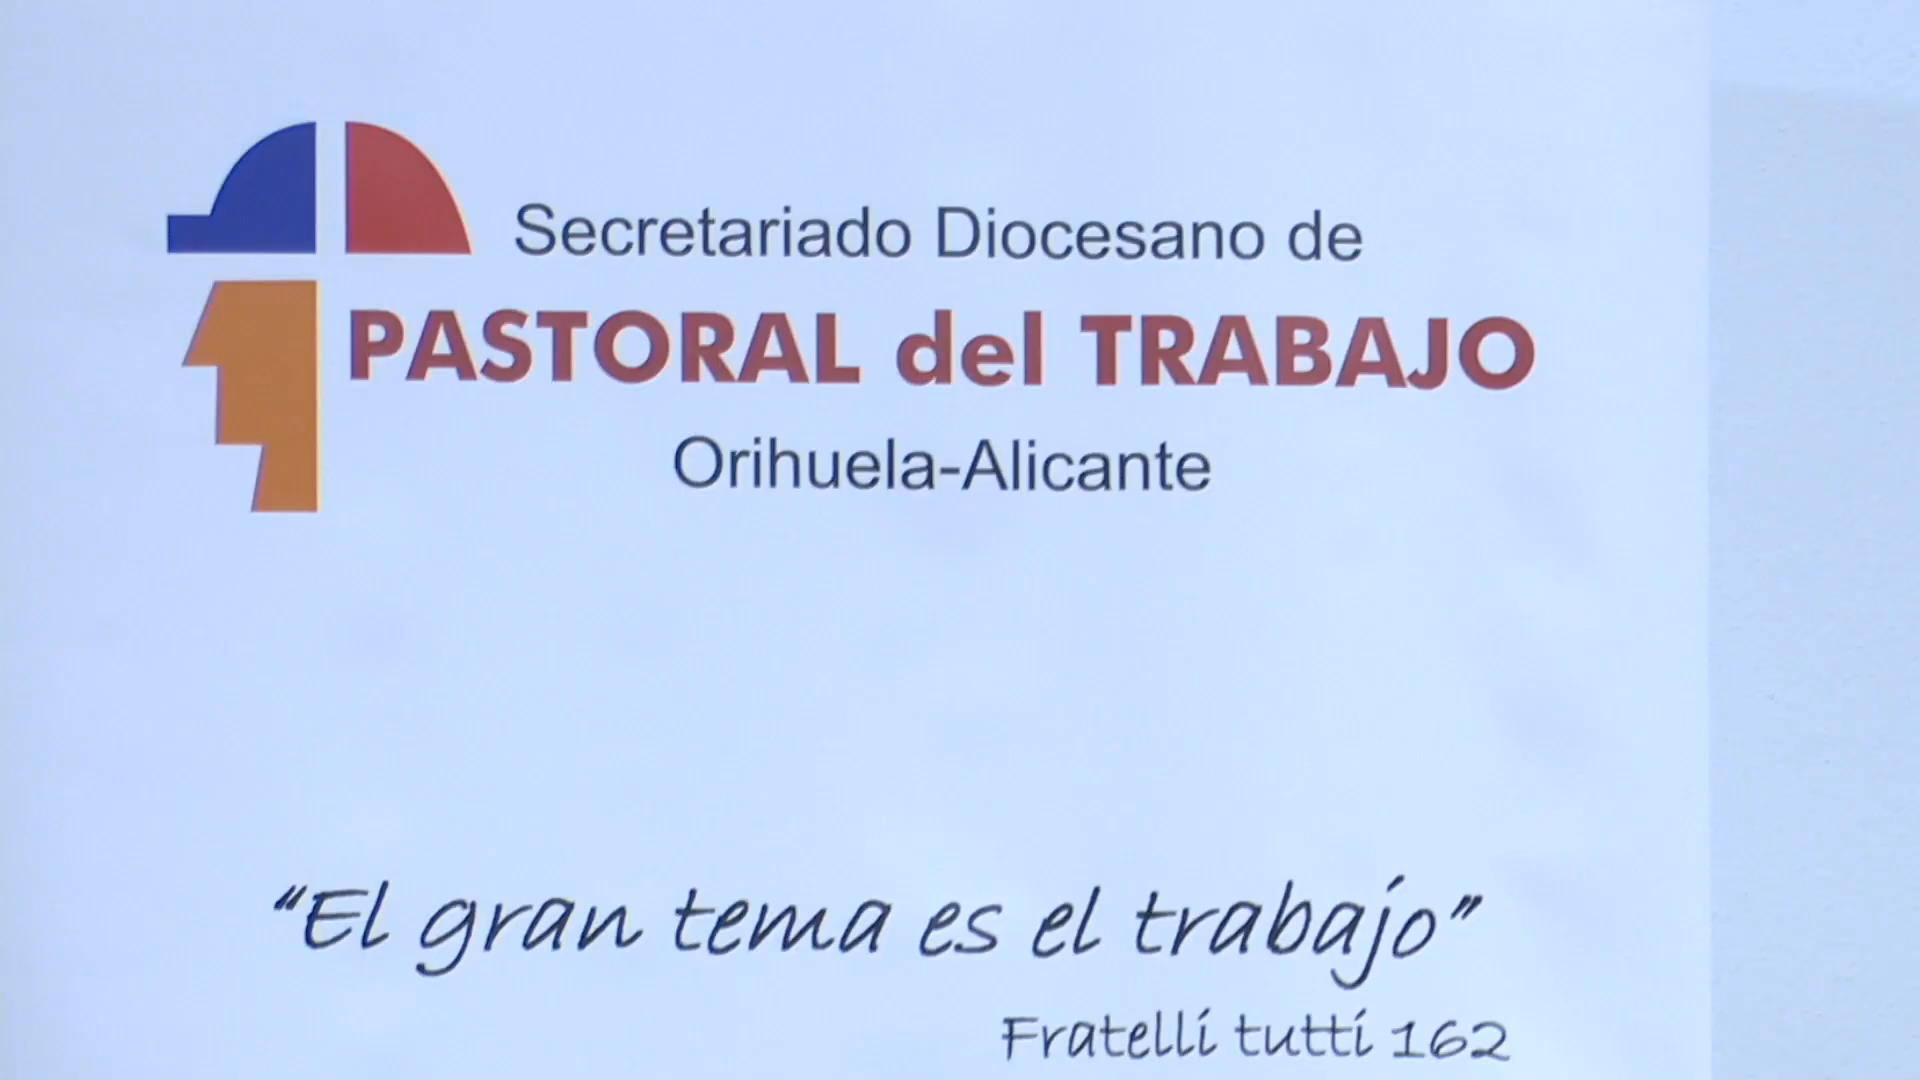 Secretariado Diocesano de
PASTORAL del TRABAJO
Orihuela-Alicante
“El gran tema es el trabajo”
Fratelli tutti 162